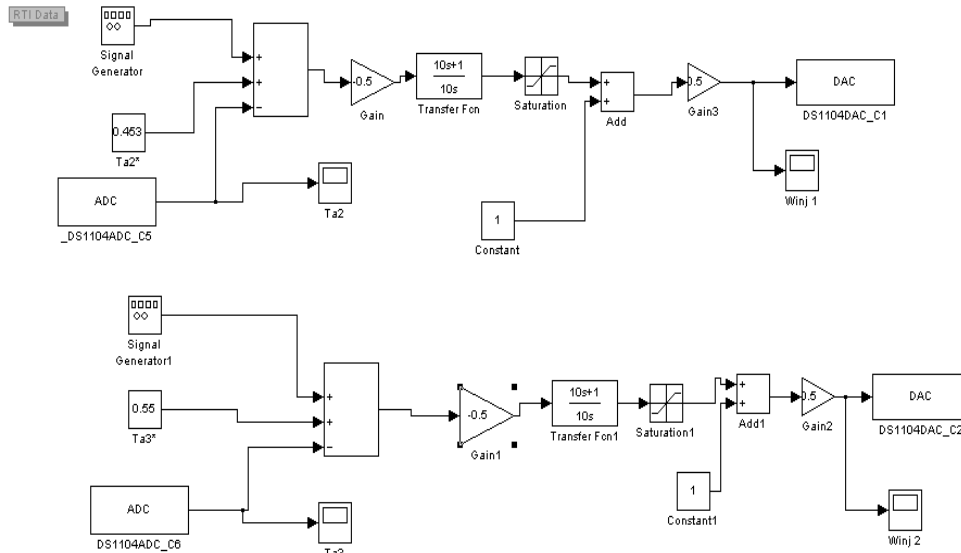 RTI Data
Signal
Generator
+
+
−
-0.5
Gain
10s+1
10s
Transfer Fcn
Saturation
+
+
Add
0.5
Gain3
DAC
DS1104DAC_C1
0.453
Ta2*
ADC
_DS1104ADC_C5
Ta2
1
Constant
Winj 1
Signal
Generator1
+
+
−
-0.5
Gain1
10s+1
10s
Transfer Fcn1
Saturation1
+
+
Add1
0.5
Gain2
DAC
DS1104DAC_C2
0.55
Ta3*
ADC
DS1104ADC_C6
Ta3
1
Constant1
Winj 2